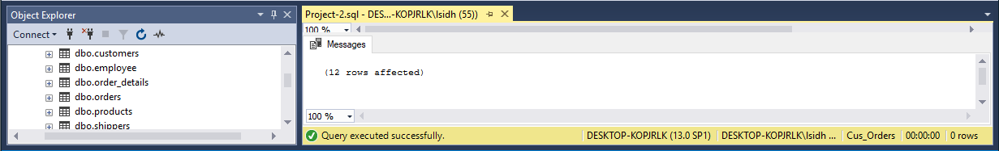 Object Explorer
Connect
dbo.customers
dbo.employee
dbo.order_details
dbo.orders
dbo.products
dbo.shippers
Project-2.sql - DES...-KOPJRLK\lsidh (55))
100 %
Messages
(12 rows affected)
100 %
Query executed successfully.
DESKTOP-KOPJRLK (13.0 SP1)
DESKTOP-KOPJRLK\lsidh ...
Cus_Orders
00:00:00
0 rows